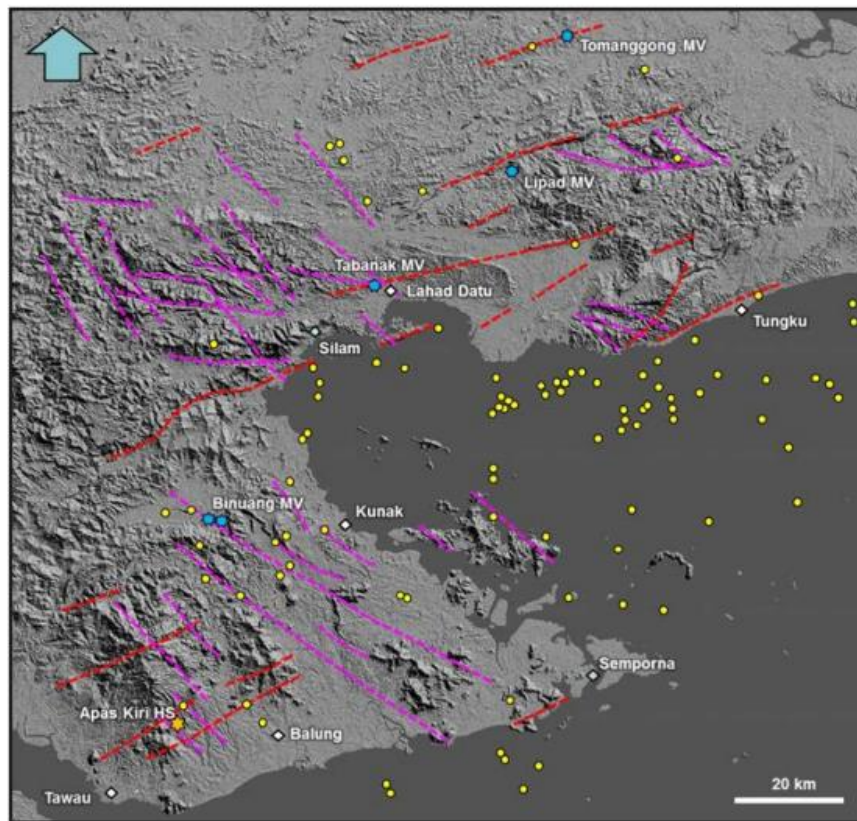 Tomanggong MV
Lipad MV
Tabanak MV
Lahad Datu
Tungku
Silam
Binuang MV
Kunak
Semporna
Apas Kiri HS
Balung
Tawau
20 km